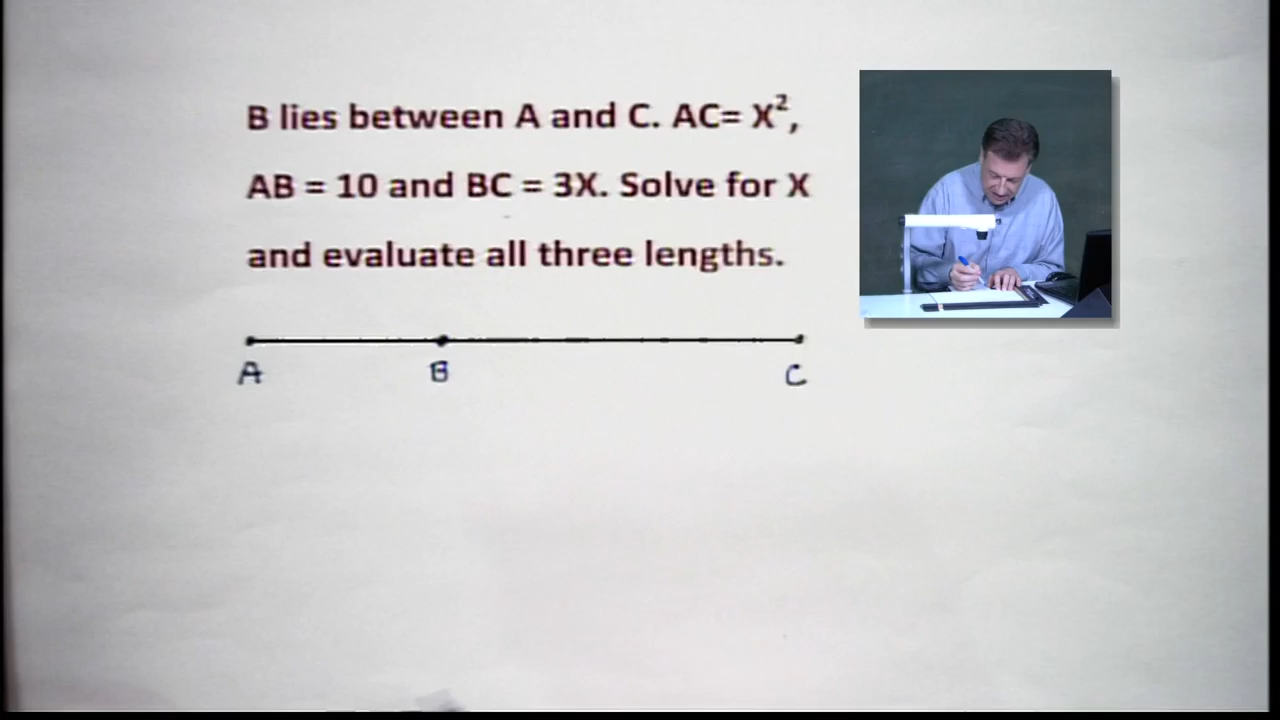 B lies between A and C. AC= X²,
AB = 10 and BC = 3X. Solve for X
and evaluate all three lengths.
A B C